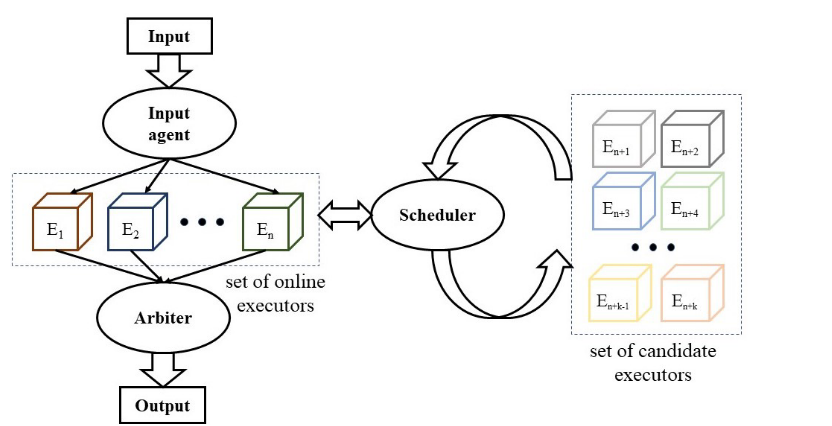 Input
Input
agent
E1
E2
• • •
En
set of online
executors
Arbiter
Output
Scheduler
En+1
En+2
En+3
En+4
• • •
En+k-1
En+k
set of candidate
executors